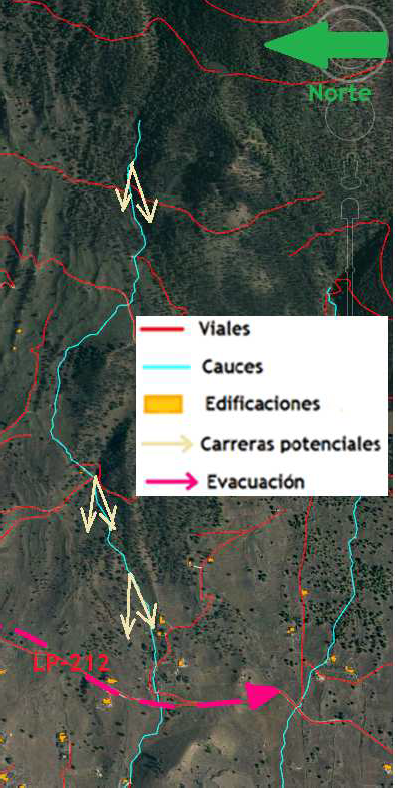 Norte
Viales
Cauces
Edificaciones
Carreras potenciales
Evacuación
LP-212